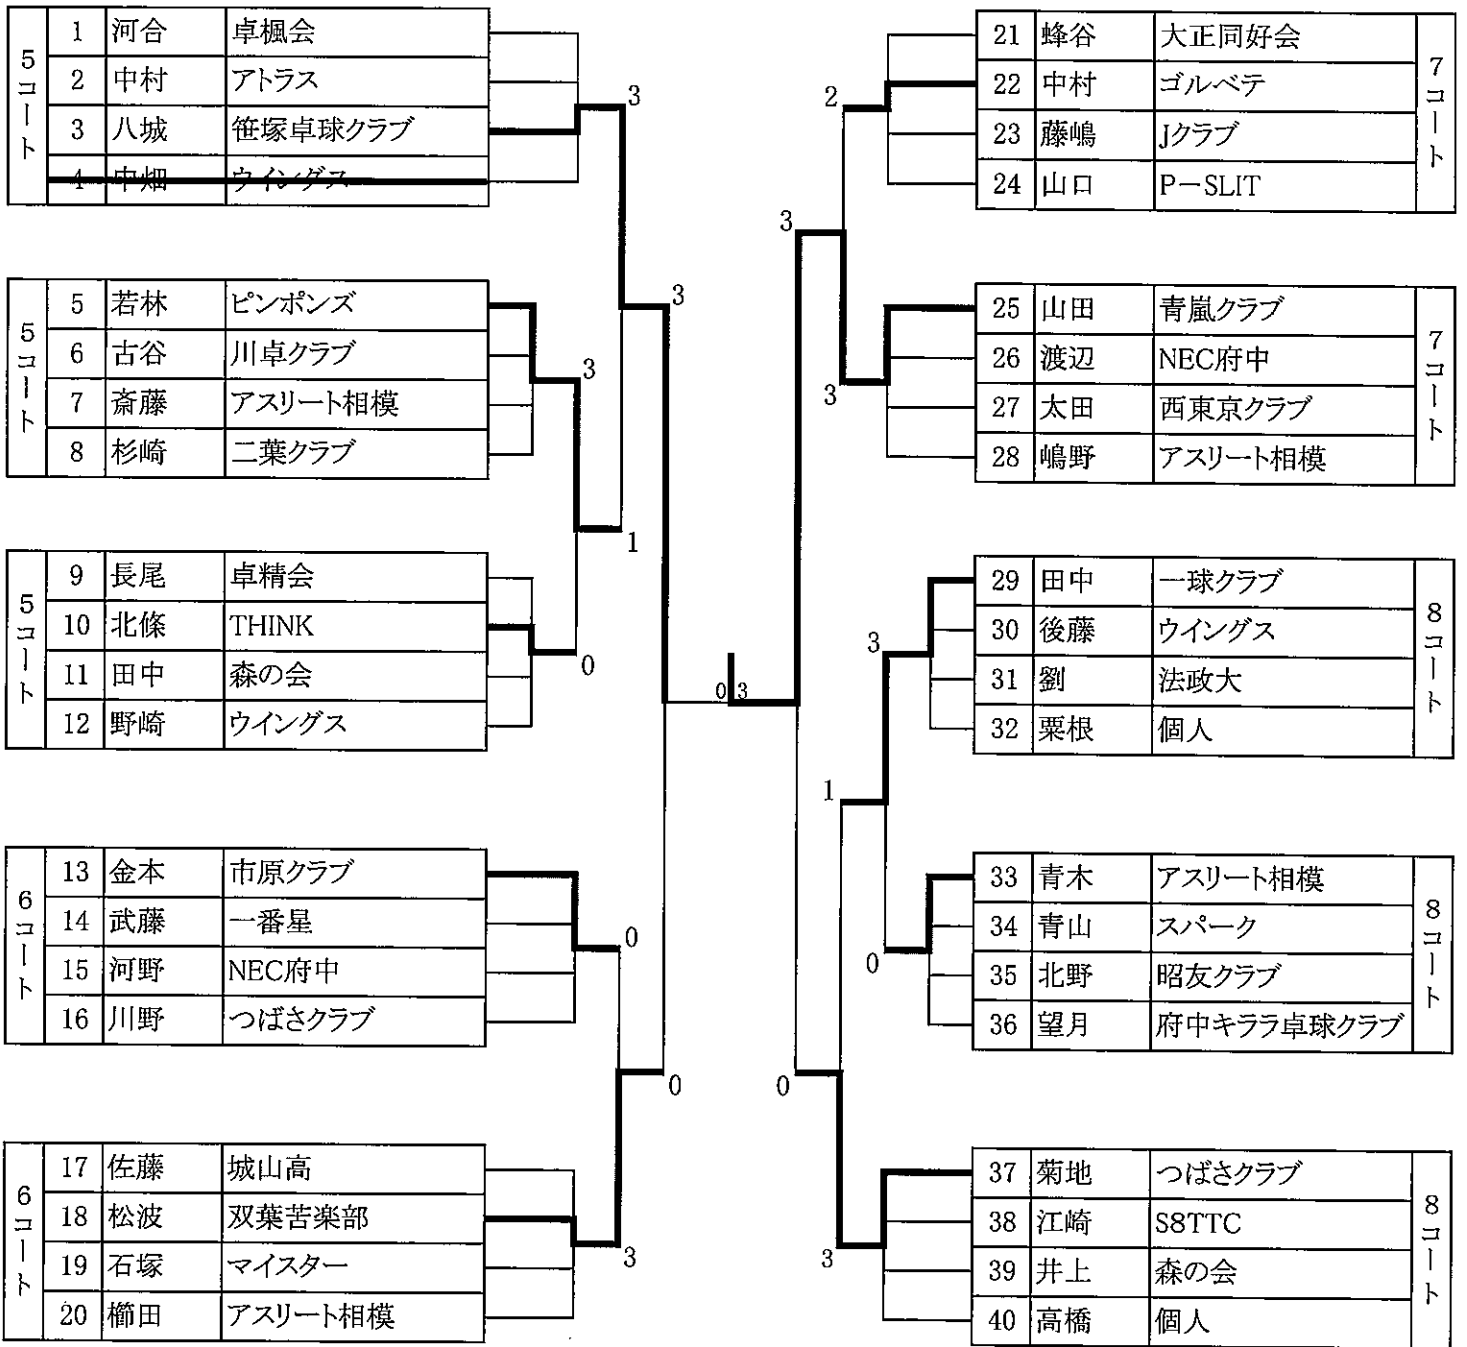 5コート
1 河合 卓楓会
2 中村 アトラス
3 八城 笹塚卓球クラブ
4 中畑 ウイングス
5コート
5 若林 ピンポンズ
6 古谷 川卓クラブ
7 斎藤 アスリート相模
8 杉崎 二葉クラブ
5コート
9 長尾 卓精会
10 北條 THINK
11 田中 森の会
12 野崎 ウイングス
6コート
13 金本 市原クラブ
14 武藤 一番星
15 河野 NEC府中
16 川野 つばさクラブ
6コート
17 佐藤 城山高
18 松波 双葉苦楽部
19 石塚 マイスター
20 櫛田 アスリート相模
3
3
3
1
0
0
0
3
0 3
2
3
3
3
1
0
0
3
21 蜂谷 大正同好会
22 中村 ゴルベテ
23 藤嶋 Jクラブ
24 山口 P－SLIT
7コート
25 山田 青嵐クラブ
26 渡辺 NEC府中
27 太田 西東京クラブ
28 嶋野 アスリート相模
7コート
29 田中 一球クラブ
30 後藤 ウイングス
31 劉 法政大
32 栗根 個人
8コート
33 青木 アスリート相模
34 青山 スパーク
35 北野 昭友クラブ
36 望月 府中キララ卓球クラブ
8コート
37 菊地 つばさクラブ
38 江崎 S8TTC
39 井上 森の会
40 高橋 個人
8コート